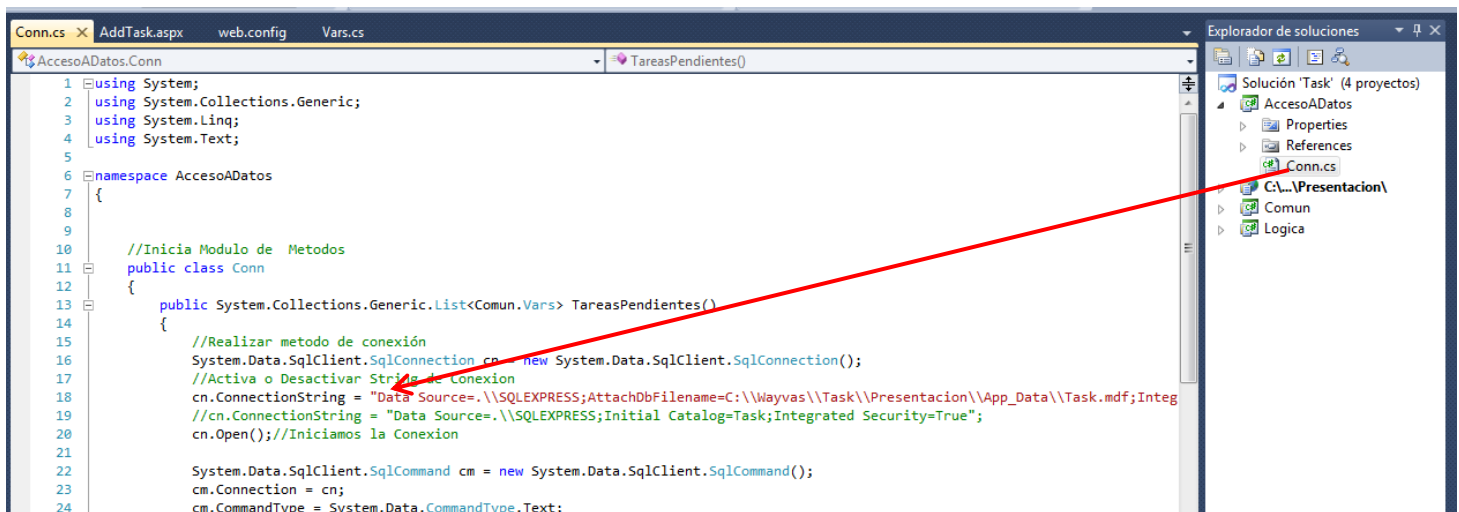 Conn.cs AddTask.aspx web.config Vars.cs
AccesoADatos.Conn TareasPendientes()
1 using System;
2 using System.Collections.Generic;
3 using System.Linq;
4 using System.Text;
5
6 namespace AccesoADatos
7 {
8
9
10 //Inicia Modulo de  Metodos
11 public class Conn
12 {
13 public System.Collections.Generic.List<Comun.Vars> TareasPendientes()
14 {
15 //Realizar metodo de conexión
16 System.Data.SqlClient.SqlConnection cn = new System.Data.SqlClient.SqlConnection();
17 //Activa o Desactivar String de Conexion
18 cn.ConnectionString = "Data Source=.\\SQLEXPRESS;AttachDbFilename=C:\\Wayvas\\Task\\Presentacion\\App_Data\\Task.mdf;Integ
19 //cn.ConnectionString = "Data Source=.\\SQLEXPRESS;Initial Catalog=Task;Integrated Security=True";
20 cn.Open();//Iniciamos la Conexion
21
22 System.Data.SqlClient.SqlCommand cm = new System.Data.SqlClient.SqlCommand();
23 cm.Connection = cn;
24 cm.CommandType = System.Data.CommandType.Text;
Explorador de soluciones
Solución 'Task' (4 proyectos)
AccesoADatos
Properties
References
Conn.cs
C:\...\Presentacion\
Comun
Logica